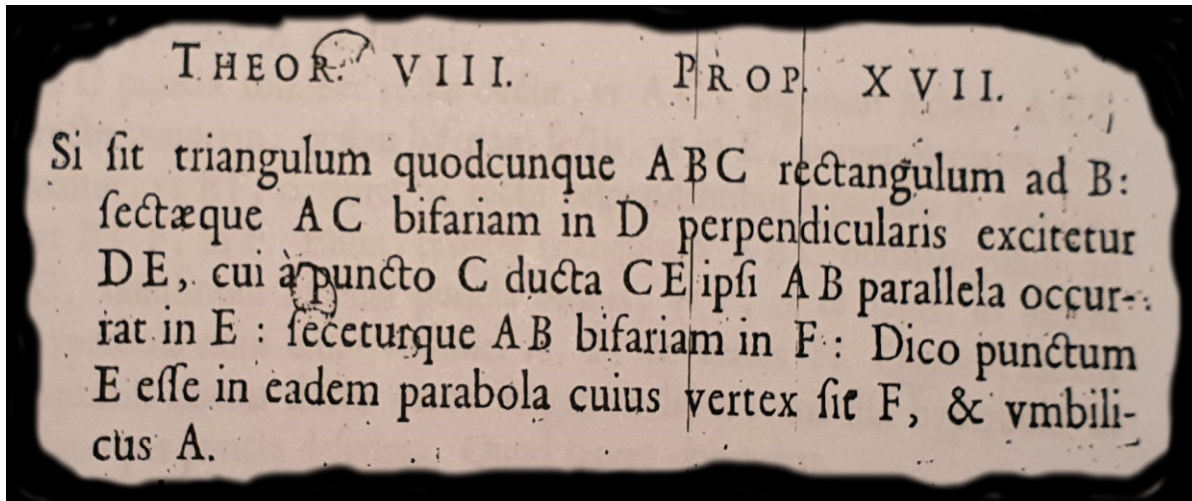 THEOR. VIII. PROP. XVII.
Si ſit triangulum quodcunque ABC rectangulum ad B:
ſectæque AC bifariam in D perpendicularis excitetur
DE, cui à puncto C ducta CE ipſi AB parallela occur-
rat in E : ſeceturque AB bifariam in F : Dico punctum
E eſſe in eadem parabola cuius vertex ſit F, & vmbili-
cus A.